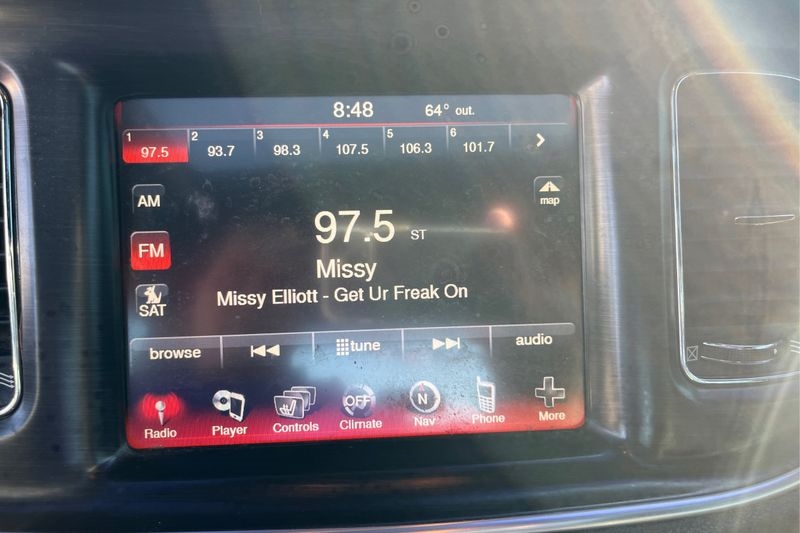 8:48 64° out.
1 97.5 2 93.7 3 98.3 4 107.5 5 106.3 6 101.7 >
AM
map
97.5 ST
FM
Missy
Missy Elliott - Get Ur Freak On
SAT
browse tune audio
OFF N
Radio Player Controls Climate Nav Phone More